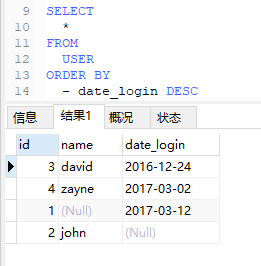 9 SELECT
10 *
11 FROM
12 USER
13 ORDER BY
14 - date_login DESC
信息 结果1 概况 状态
id name date_login
3 david 2016-12-24
4 zayne 2017-03-02
1 (Null) 2017-03-12
2 john (Null)